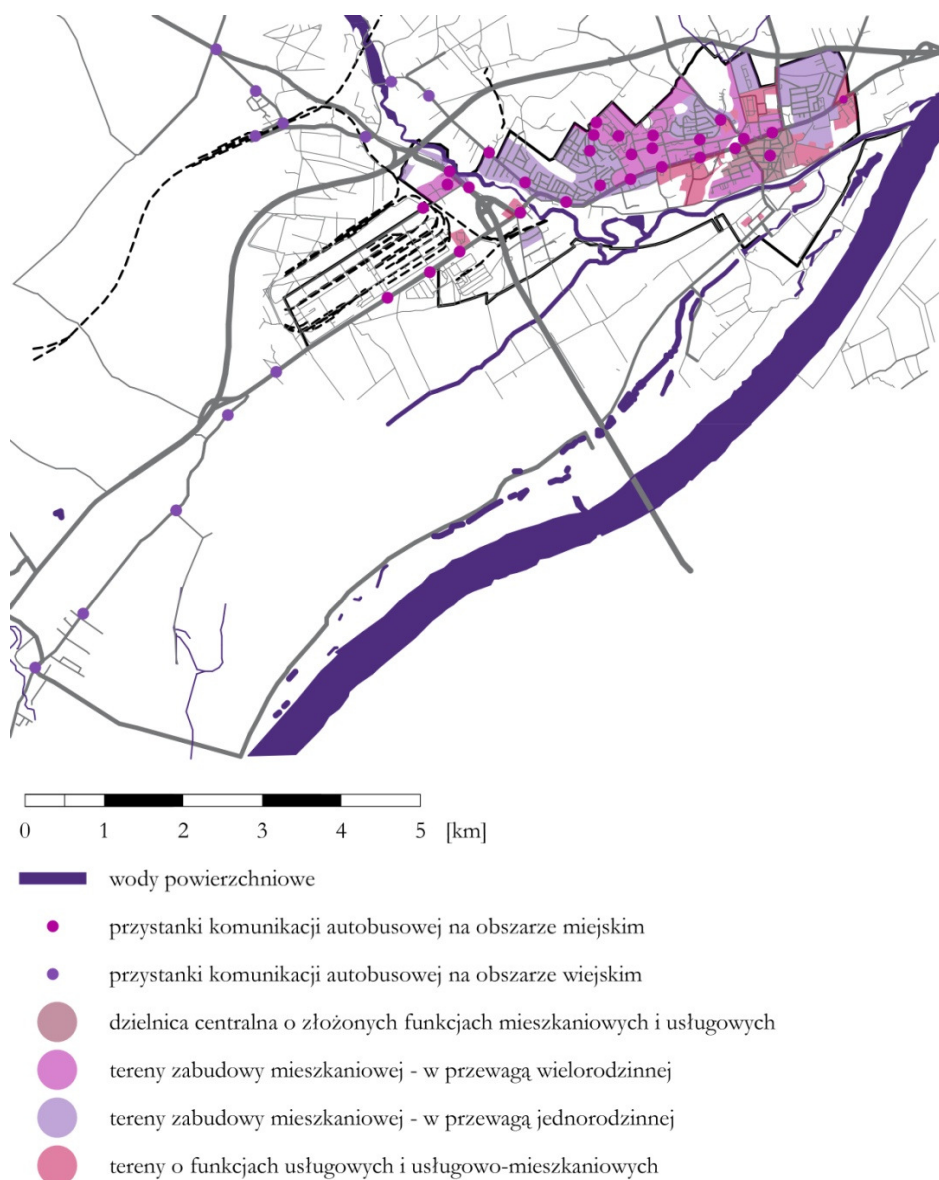 0 1 2 3 4 5 [km]
wody powierzchniowe
przystanki komunikacji autobusowej na obszarze miejskim
przystanki komunikacji autobusowej na obszarze wiejskim
dzielnica centralna o złożonych funkcjach mieszkaniowych i usługowych
tereny zabudowy mieszkaniowej - w przewagą wielorodzinnej
tereny zabudowy mieszkaniowej - w przewagą jednorodzinnej
tereny o funkcjach usługowych i usługowo-mieszkaniowych